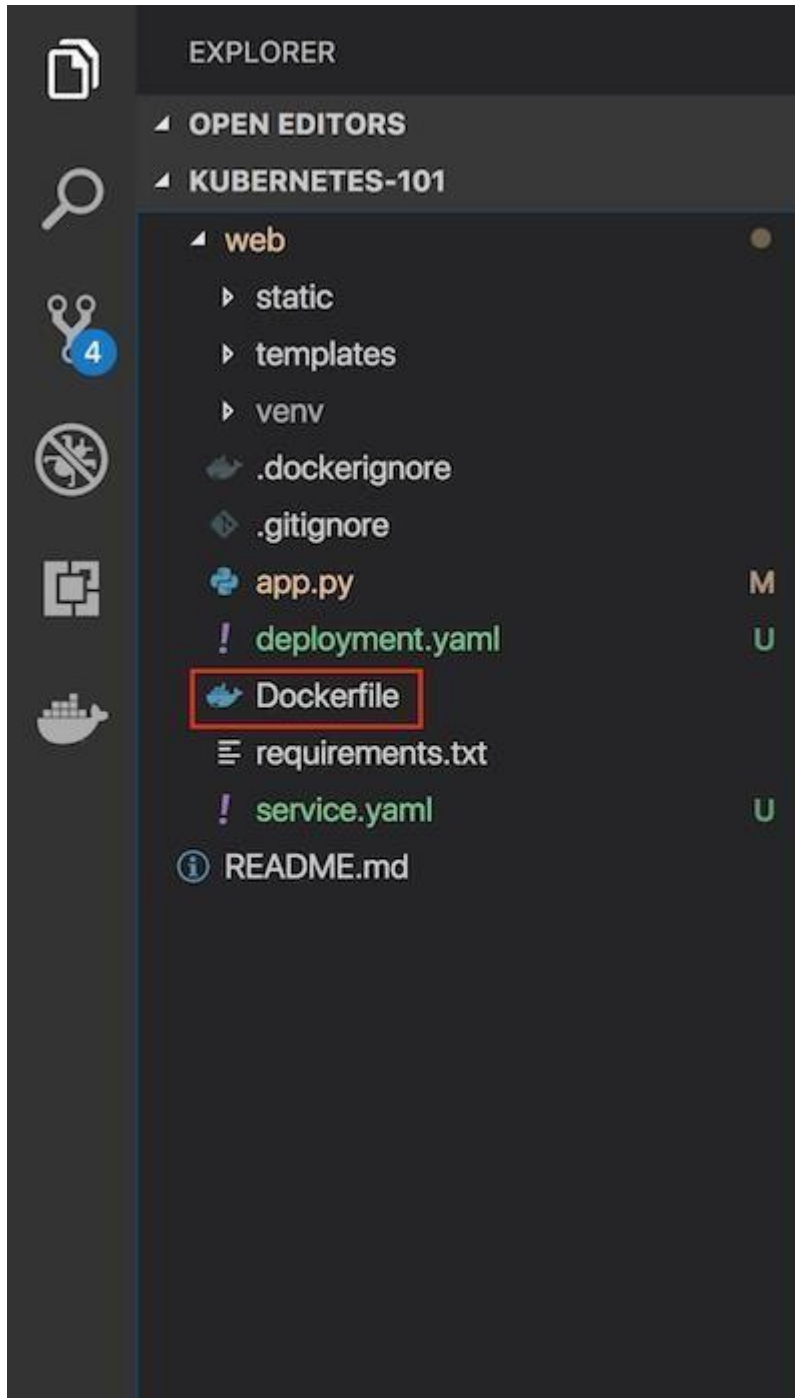 EXPLORER
OPEN EDITORS
KUBERNETES-101
web
static
templates
4
venv
.dockerignore
.gitignore
app.py M
deployment.yaml U
Dockerfile
requirements.txt
service.yaml U
README.md